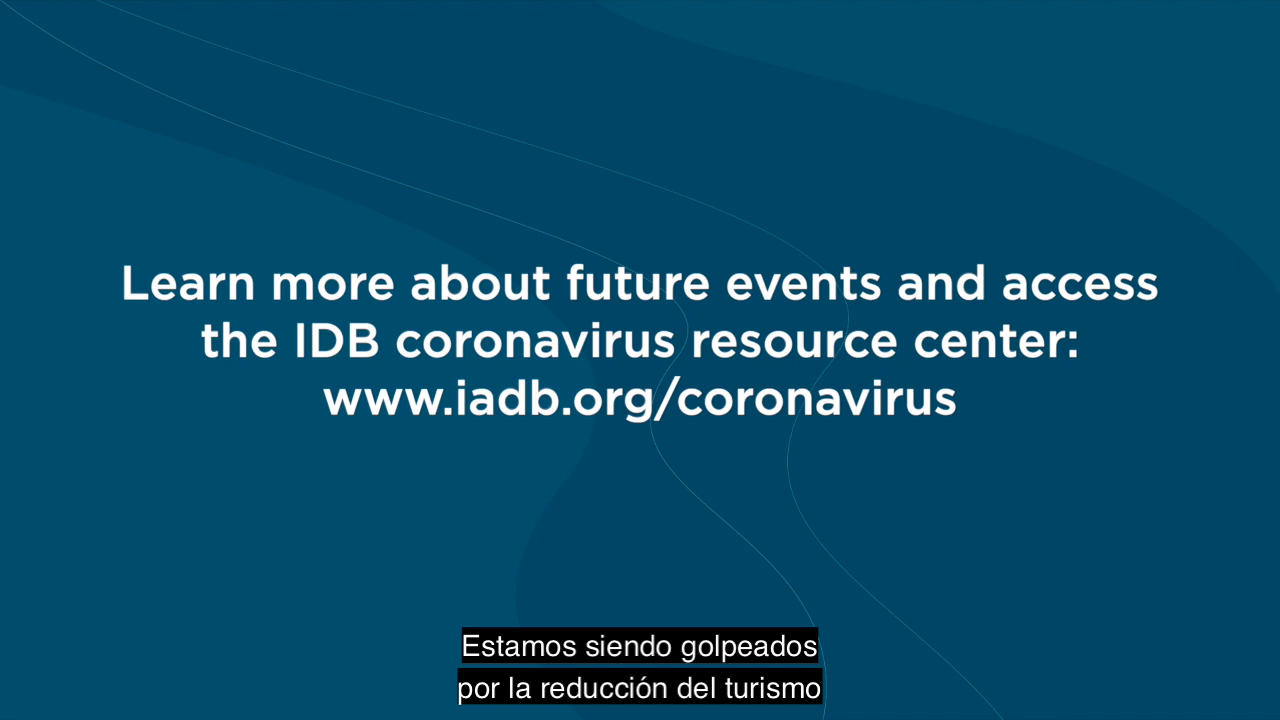 Learn more about future events and access
the IDB coronavirus resource center:
www.iadb.org/coronavirus
Estamos siendo golpeados
por la reducción del turismo